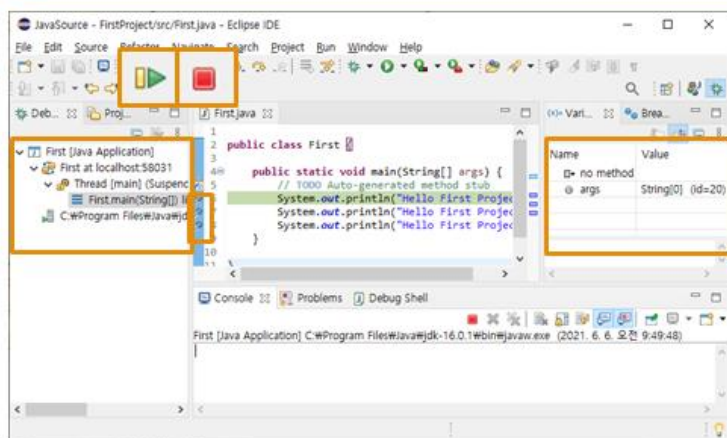 JavaSource - FirstProject/src/First.java - Eclipse IDE
File Edit Source Refactor Navigate Search Project Run Window Help
Deb... Proj...
First [Java Application]
First at localhost:58031
Thread [main] (Suspend
First.main(String[]) li
C:₩Program Files₩Java₩jd
First.java
1
2 public class First {
3
4 public static void main(String[] args) {
5 // TODO Auto-generated method stub
System.out.println("Hello First Projec
System.out.println("Hello First Projec
System.out.println("Hello First Projec
}
10
11 }
Vari... Brea...
Name Value
no method
args String[0] (id=20)
Console Problems Debug Shell
First [Java Application] C:₩Program Files₩Java₩jdk-16.0.1₩bin₩javaw.exe (2021. 6. 6. 오전 9:49:48)